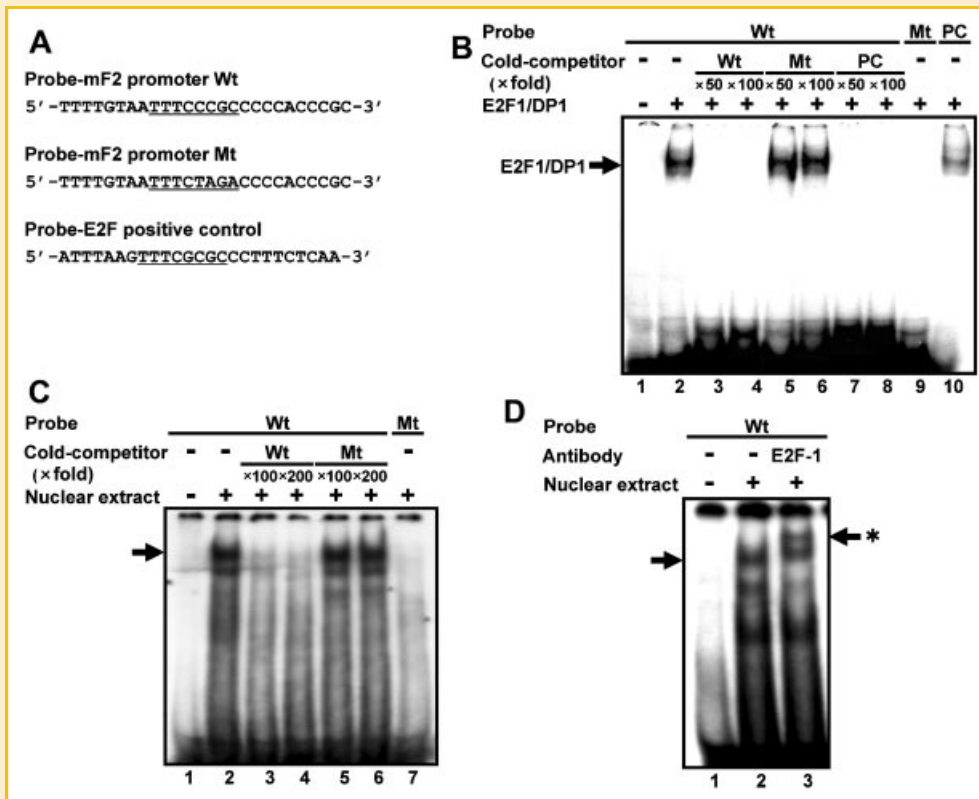 A
Probe-mF2 promoter Wt
5'-TTTTGTAATTTCCCGCCCCCACCCGC-3'
Probe-mF2 promoter Mt
5'-TTTTGTAATTTCTAGACCCCACCCGC-3'
Probe-E2F positive control
5'-ATTTAAGTTTCGCGCCCTTTCTCAA-3'
B
Probe Wt Mt PC
Cold-competitor - - Wt Mt PC - -
(×fold) ×50 ×100 ×50 ×100 ×50 ×100
E2F1/DP1 - + + + + + + + + +
E2F1/DP1
1 2 3 4 5 6 7 8 9 10
C
Probe Wt Mt
Cold-competitor - - Wt Mt -
(×fold) ×100 ×200 ×100 ×200
Nuclear extract - + + + + + +
1 2 3 4 5 6 7
D
Probe Wt
Antibody - - E2F-1
Nuclear extract - + +
*
1 2 3